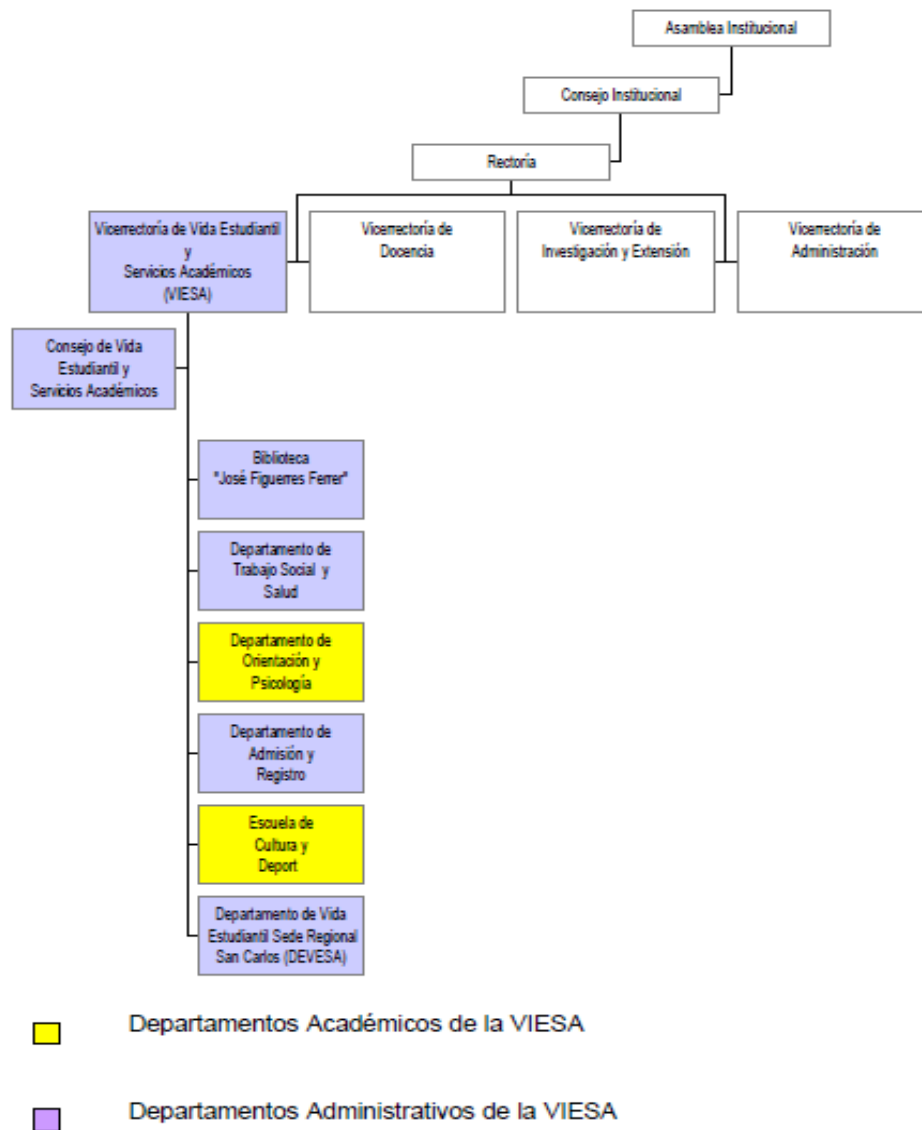 Asamblea Institucional
Consejo Institucional
Rectoría
Vicerrectoría de Vida Estudiantil
y
Servicios Académicos
(VIESA)
Vicerrectoría de
Docencia
Vicerrectoría de
Investigación y Extensión
Vicerrectoría de
Administración
Consejo de Vida
Estudiantil y
Servicios Académicos
Biblioteca
"José Figuerres Ferrer"
Departamento de
Trabajo Social y
Salud
Departamento de
Orientación y
Psicología
Departamento de
Admisión y
Registro
Escuela de
Cultura y
Deport
Departamento de Vida
Estudiantil Sede Regional
San Carlos (DEVESA)
Departamentos Académicos de la VIESA
Departamentos Administrativos de la VIESA